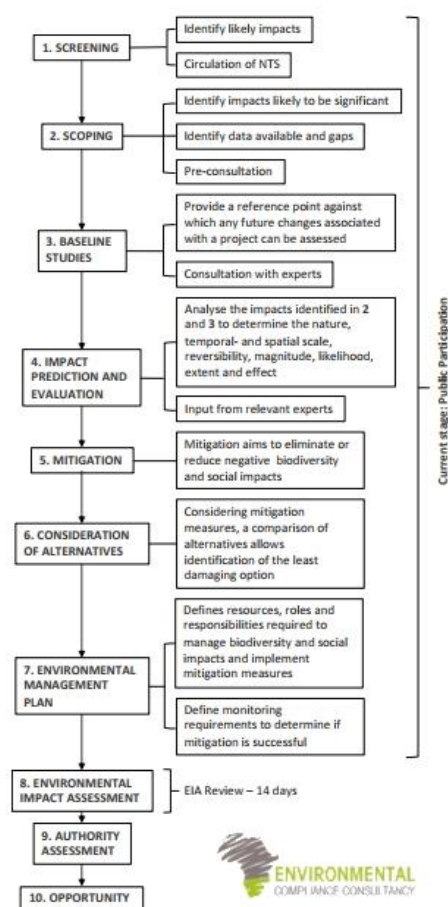 1. SCREENING
Identify likely impacts
Circulation of NTS
2. SCOPING
Identify impacts likely to be significant
Identify data available and gaps
Pre-consultation
3. BASELINE
STUDIES
Provide a reference point against
which any future changes associated
with a project can be assessed
Consultation with experts
4. IMPACT
PREDICTION AND
EVALUATION
Analyse the impacts identified in 2
and 3 to determine the nature,
temporal- and spatial scale,
reversibility, magnitude, likelihood,
extent and effect
Input from relevant experts
5. MITIGATION
Mitigation aims to eliminate or
reduce negative biodiversity
and social impacts
6. CONSIDERATION
OF ALTERNATIVES
Considering mitigation
measures, a comparison of
alternatives allows
identification of the least
damaging option
7. ENVIRONMENTAL
MANAGEMENT
PLAN
Defines resources, roles and
responsibilities required to
manage biodiversity and social
impacts and implement
mitigation measures
Define monitoring
requirements to determine if
mitigation is successful
Current stage: Public Participation
8. ENVIRONMENTAL
IMPACT ASSESSMENT
EIA Review – 14 days
9. AUTHORITY
ASSESSMENT
10. OPPORTUNITY
ENVIRONMENTAL
COMPLIANCE CONSULTANCY